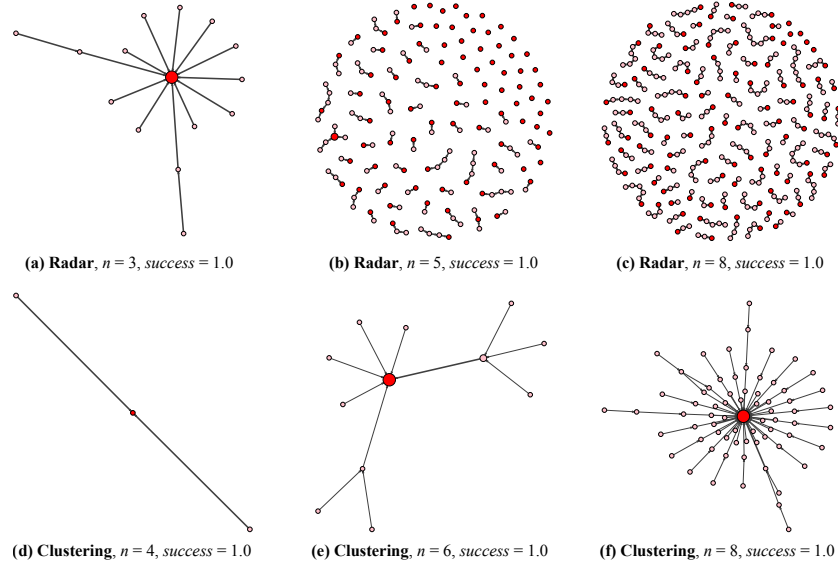 (a) Radar, n = 3, success = 1.0
(b) Radar, n = 5, success = 1.0
(c) Radar, n = 8, success = 1.0
(d) Clustering, n = 4, success = 1.0
(e) Clustering, n = 6, success = 1.0
(f) Clustering, n = 8, success = 1.0